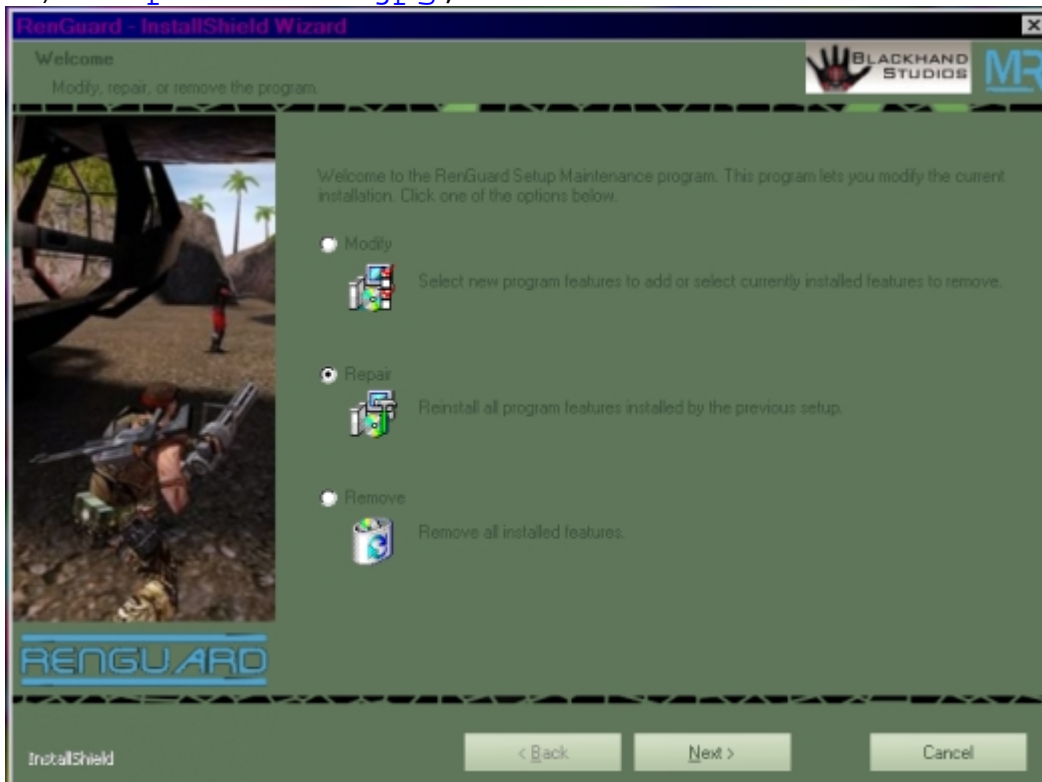 RenGuard - InstallShield Wizard
Welcome
Modify, repair, or remove the program.
BLACKHAND
STUDIOS
MR
Welcome to the RenGuard Setup Maintenance program. This program lets you modify the current
installation. Click one of the options below.
Modify
Select new program features to add or select currently installed features to remove.
Repair
Reinstall all program features installed by the previous setup.
Remove
Remove all installed features.
RENGUARD
InstallShield
< Back
Next >
Cancel